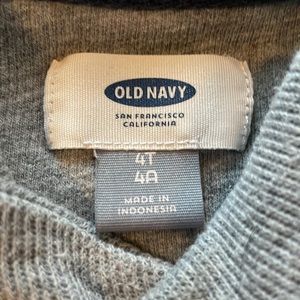 OLD NAVY
SAN FRANCISCO
CALIFORNIA
4T
4A
MADE IN
INDONESIA